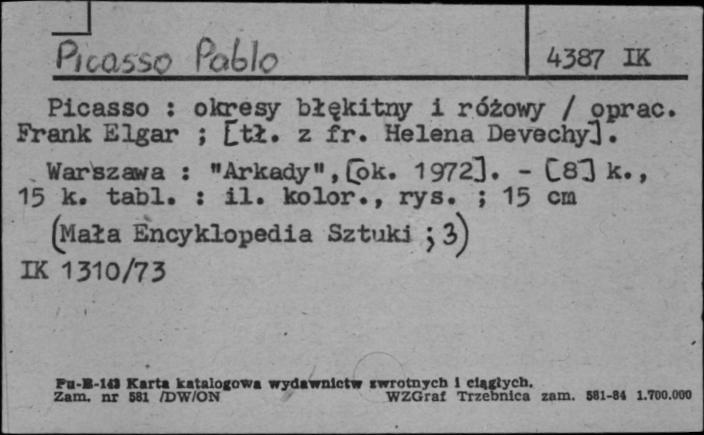 Picasso Pablo
4387 IK
Picasso : okresy błękitny i różowy / oprac.
Frank Elgar ; [tł. z fr. Helena Devechy].
Warszawa : "Arkady", [ok. 1972]. - [8] k.,
15 k. tabl. : il. kolor., rys. ; 15 cm
(Mała Encyklopedia Sztuki ; 3)
IK 1310/73
Pu-B-143 Karta katalogowa wydawnictw zwrotnych i ciągłych.
Zam. nr 581 /DW/ON WZGraf Trzebnica zam. 581-84 1.700.000